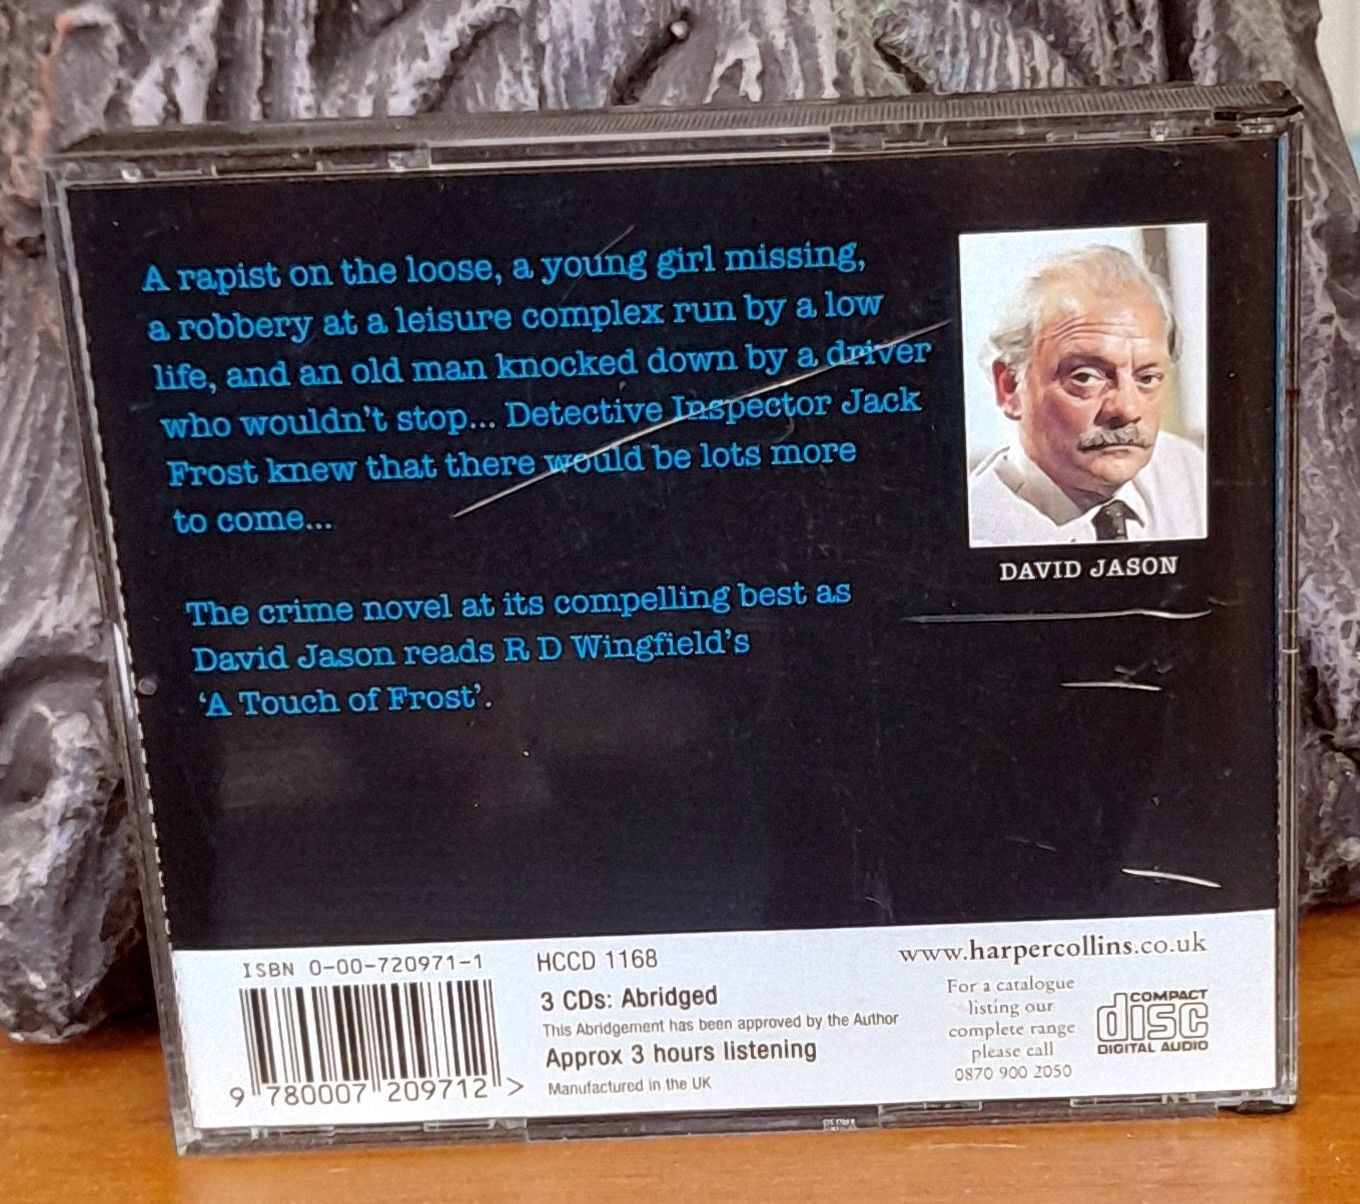 A rapist on the loose, a young girl missing,
a robbery at a leisure complex run by a low
life, and an old man knocked down by a driver
who wouldn't stop... Detective Inspector Jack
Frost knew that there would be lots more
to come...
DAVID JASON
The crime novel at its compelling best as
David Jason reads R D Wingfield's
'A Touch of Frost'.
ISBN 0-00-720971-1
9 780007 209712 >
HCCD 1168
3 CDs: Abridged
This Abridgement has been approved by the Author
Approx 3 hours listening
Manufactured in the UK
www.harpercollins.co.uk
For a catalogue
listing our
complete range
please call
0870 900 2050
COMPACT
disc
DIGITAL AUDIO